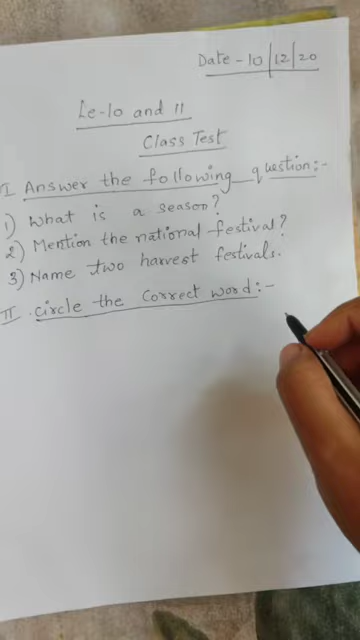 Date - 10/12/20
Le-10 and 11
Class Test
I Answer the following question:-
1) What is a season?
2) Mention the national festival?
3) Name two harvest festivals.
II. circle the correct word:-